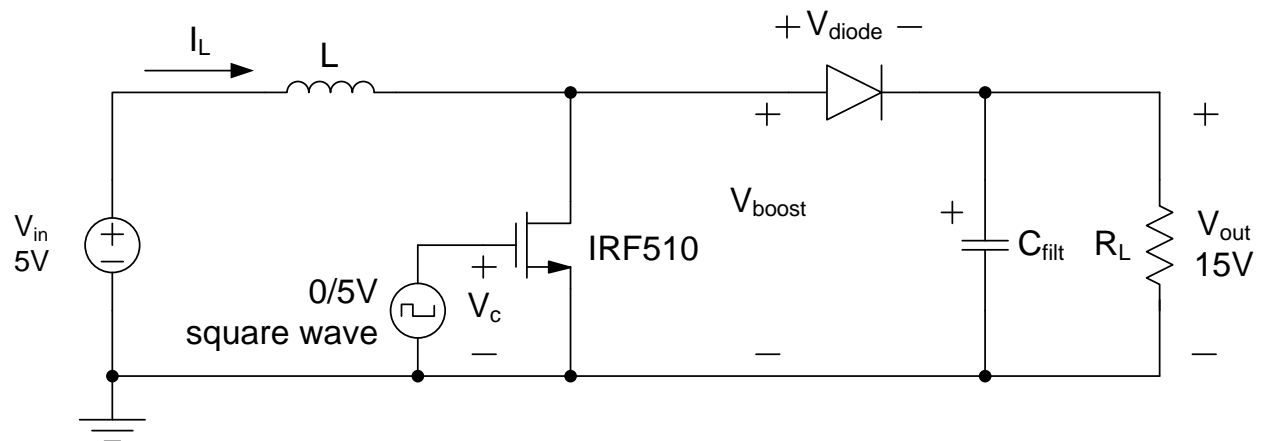 + V_diode −
I_L
L
+
V_in
5V
+
−
IRF510
0/5V
square wave
+
V_c
−
V_boost
−
+
C_filt
R_L
+
V_out
15V
−